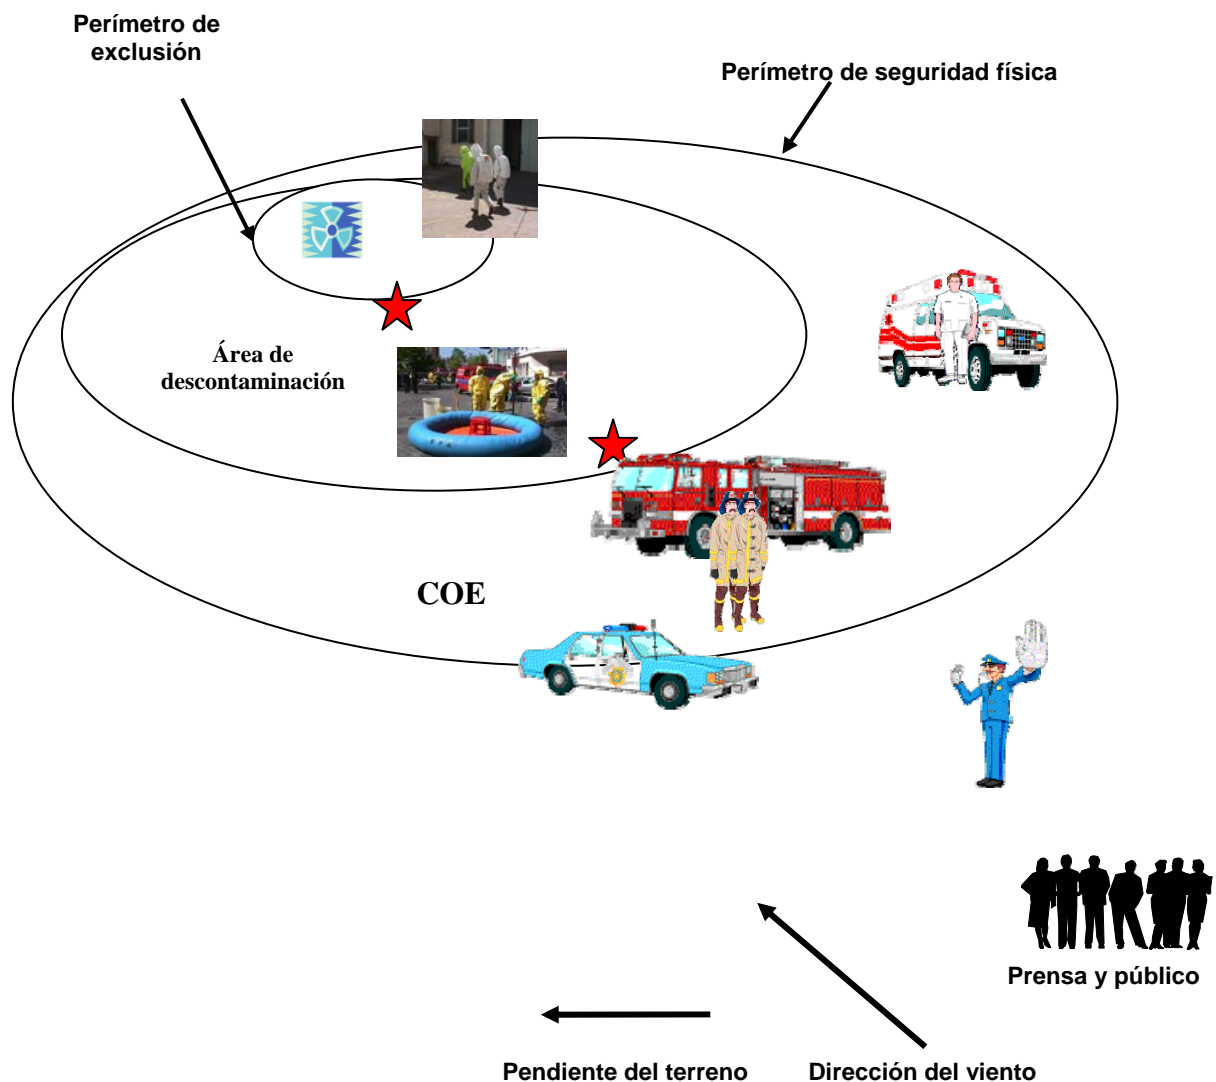 Perímetro de
exclusión
Perímetro de seguridad física
Área de
descontaminación
COE
Prensa y público
Pendiente del terreno
Dirección del viento